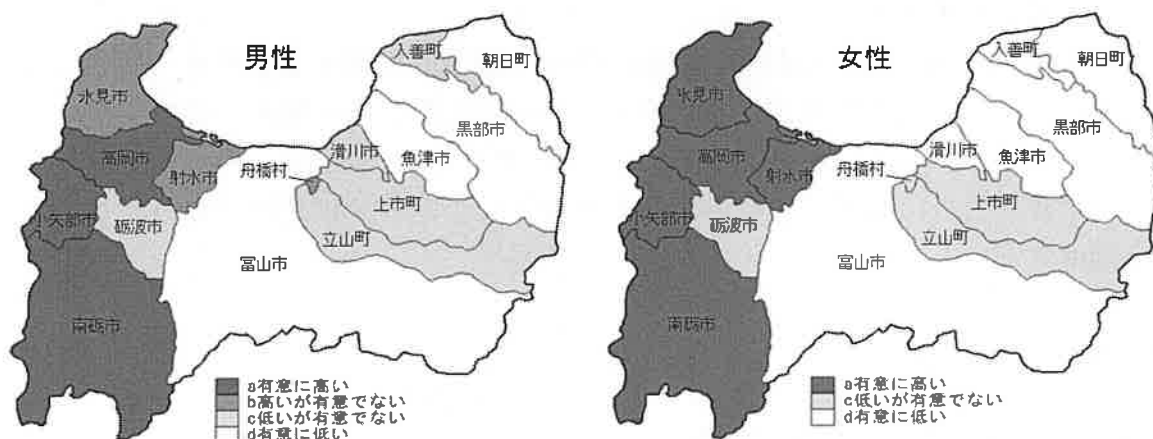 男性
入善町
朝日町
氷見市
黒部市
高岡市
滑川市
魚津市
射水市
舟橋村
上市町
小矢部市
砺波市
立山町
富山市
南砺市
a有意に高い
b高いが有意でない
c低いが有意でない
d有意に低い
女性
入善町
朝日町
氷見市
黒部市
高岡市
滑川市
魚津市
射水市
舟橋村
上市町
小矢部市
砺波市
立山町
富山市
南砺市
a有意に高い
c低いが有意でない
d有意に低い